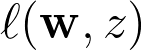 ℓ(𝐰, z)